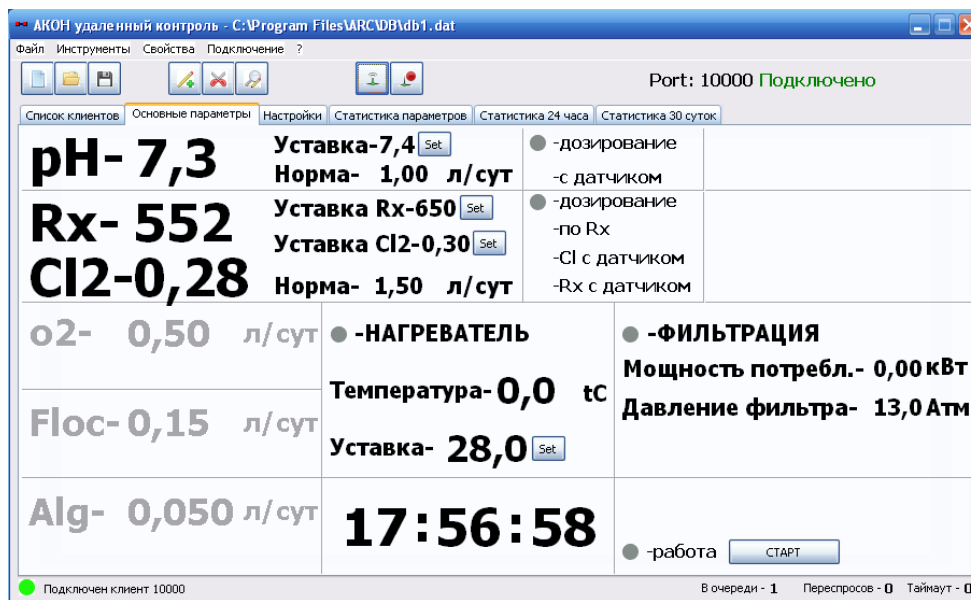 АКОН удаленный контроль - C:\Program Files\ARC\DB\db1.dat
Файл Инструменты Свойства Подключение ?
Port: 10000 Подключено
Список клиентов Основные параметры Настройки Статистика параметров Статистика 24 часа Статистика 30 суток
pH- 7,3
Уставка-7,4 Set
Норма- 1,00 л/сут
-дозирование
-с датчиком
Rx- 552
Cl2-0,28
Уставка Rx-650 Set
Уставка Cl2-0,30 Set
Норма- 1,50 л/сут
-дозирование
-по Rx
-Cl с датчиком
-Rx с датчиком
o2- 0,50 л/сут
Floc- 0,15 л/сут
Alg- 0,050 л/сут
-НАГРЕВАТЕЛЬ
Температура- 0,0 tC
Уставка- 28,0 Set
17:56:58
-ФИЛЬТРАЦИЯ
Мощность потребл.- 0,00 кВт
Давление фильтра- 13,0 Атм
-работа СТАРТ
Подключен клиент 10000
В очереди - 1 Переспросов - 0 Таймаут - 0